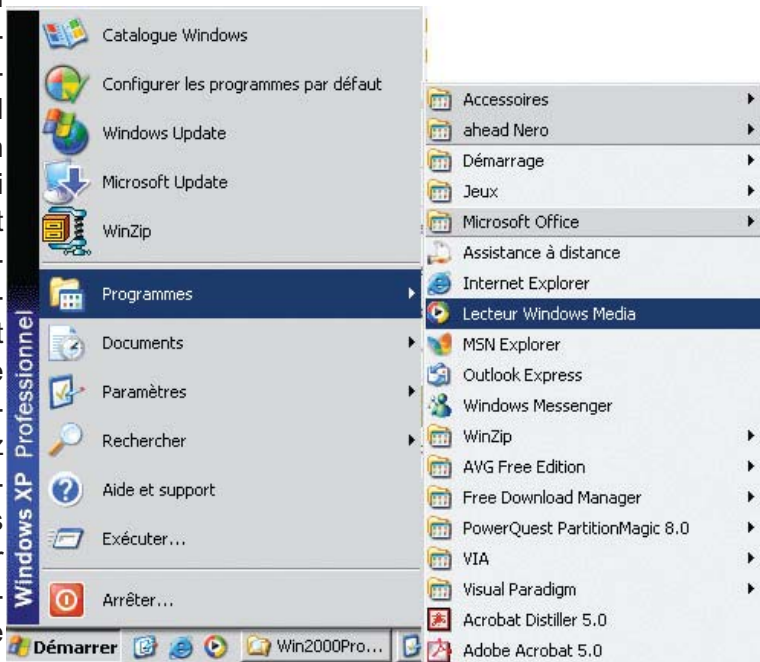 Catalogue Windows
Configurer les programmes par défaut
Windows Update
Microsoft Update
WinZip
Programmes
Documents
Paramètres
Rechercher
Aide et support
Exécuter...
Arrêter...
Windows XP Professionnel
Démarrer
Win2000Pro...
Accessoires
ahead Nero
Démarrage
Jeux
Microsoft Office
Assistance à distance
Internet Explorer
Lecteur Windows Media
MSN Explorer
Outlook Express
Windows Messenger
WinZip
AVG Free Edition
Free Download Manager
PowerQuest PartitionMagic 8.0
VIA
Visual Paradigm
Acrobat Distiller 5.0
Adobe Acrobat 5.0